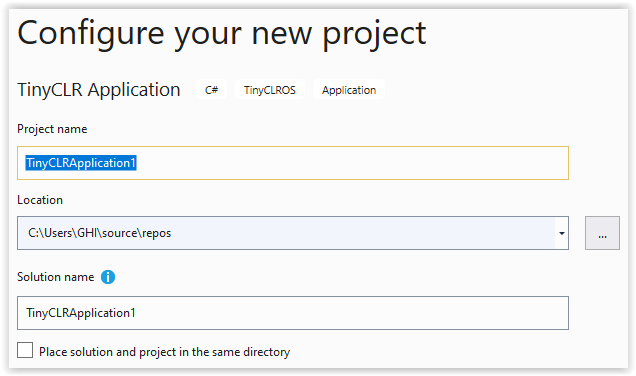 Configure your new project
TinyCLR Application C# TinyCLROS Application
Project name
TinyCLRApplication1
Location
C:\Users\GHI\source\repos
...
Solution name
TinyCLRApplication1
Place solution and project in the same directory